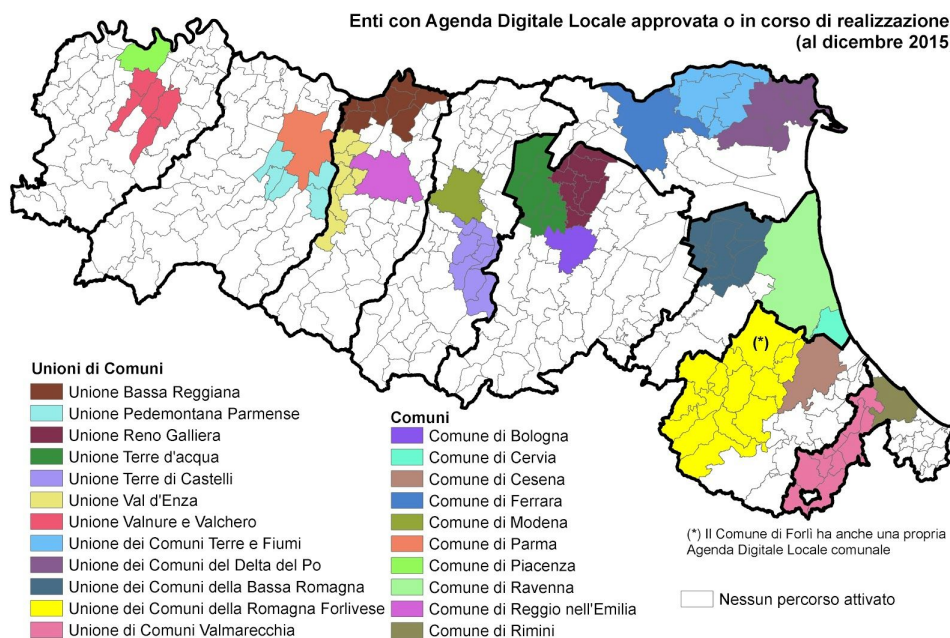 Enti con Agenda Digitale Locale approvata o in corso di realizzazione
(al dicembre 2015
(*)
Unioni di Comuni
Unione Bassa Reggiana
Unione Pedemontana Parmense
Unione Reno Galliera
Unione Terre d'acqua
Unione Terre di Castelli
Unione Val d'Enza
Unione Valnure e Valchero
Unione dei Comuni Terre e Fiumi
Unione dei Comuni del Delta del Po
Unione dei Comuni della Bassa Romagna
Unione dei Comuni della Romagna Forlivese
Unione di Comuni Valmarecchia
Comuni
Comune di Bologna
Comune di Cervia
Comune di Cesena
Comune di Ferrara
Comune di Modena
Comune di Parma
Comune di Piacenza
Comune di Ravenna
Comune di Reggio nell'Emilia
Comune di Rimini
(*) Il Comune di Forlì ha anche una propria
Agenda Digitale Locale comunale
Nessun percorso attivato